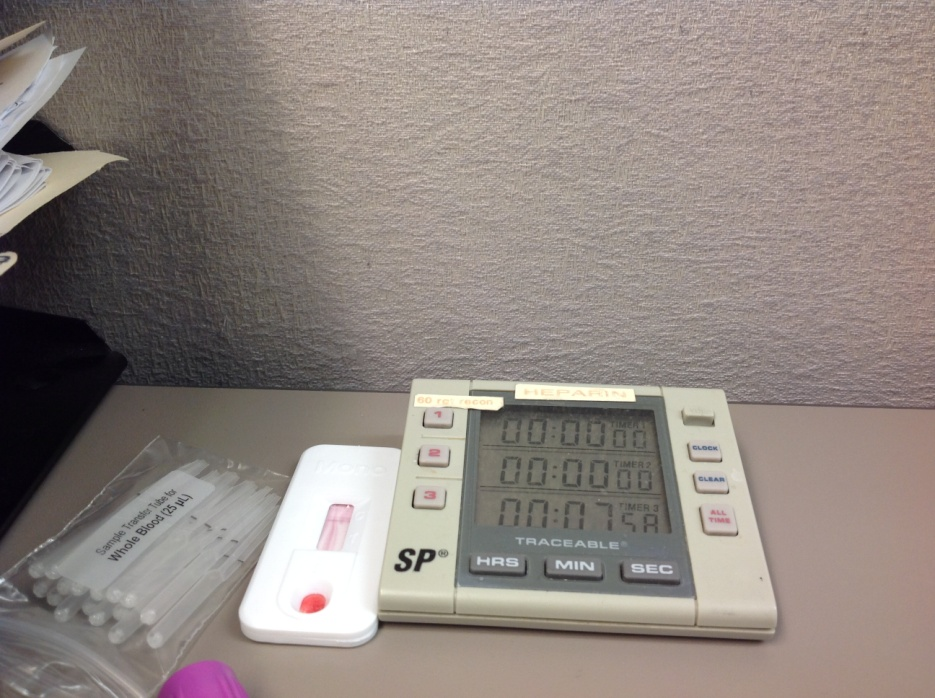 HEPARIN
60 rgt recon
1
2
3
00:00 00
TIMER 1
00:00 00
TIMER 2
00:07 58
TIMER 3
CLOCK
CLEAR
ALL
TIME
TRACEABLE®
SP®
HRS
MIN
SEC
Mono
Sample Transfer Tube for
Whole Blood (25 µL)